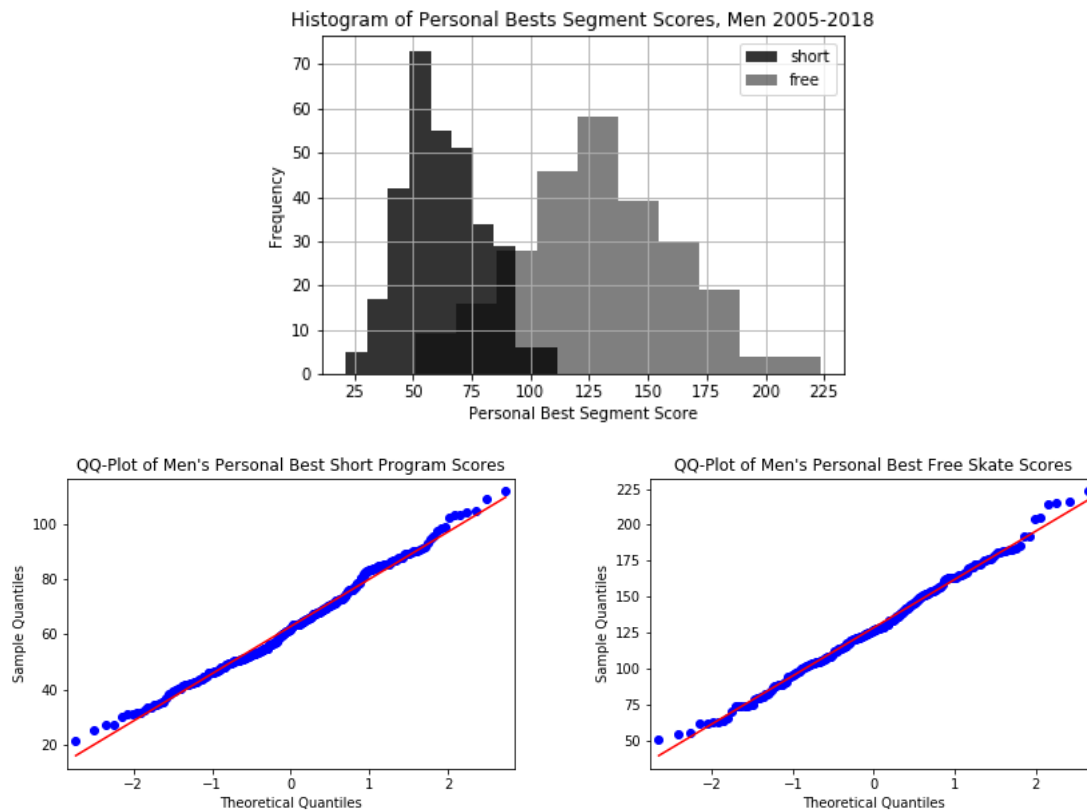 Histogram of Personal Bests Segment Scores, Men 2005-2018
short
free
70
60
50
40
30
20
10
0
Frequency
25 50 75 100 125 150 175 200 225
Personal Best Segment Score
QQ-Plot of Men's Personal Best Short Program Scores
100
80
60
40
20
Sample Quantiles
−2 −1 0 1 2
Theoretical Quantiles
QQ-Plot of Men's Personal Best Free Skate Scores
225
200
175
150
125
100
75
50
Sample Quantiles
−2 −1 0 1 2
Theoretical Quantiles